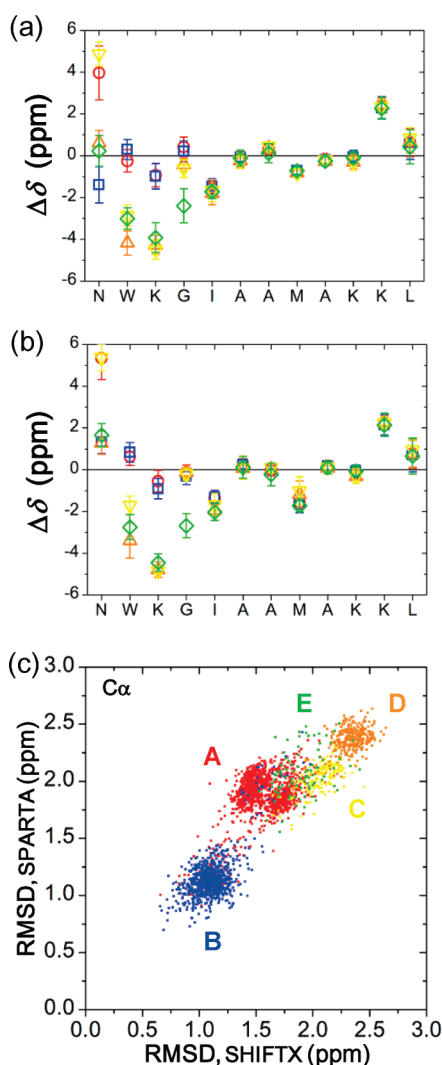 (a)
6
4
2
0
-2
-4
-6
Δδ (ppm)
N W K G I A A M A K K L
(b)
6
4
2
0
-2
-4
-6
Δδ (ppm)
N W K G I A A M A K K L
(c)
3.0
2.5
2.0
1.5
1.0
0.5
0.0
RMSD, SPARTA (ppm)
Cα
A
E
D
C
B
0.0 0.5 1.0 1.5 2.0 2.5 3.0
RMSD, SHIFTX (ppm)